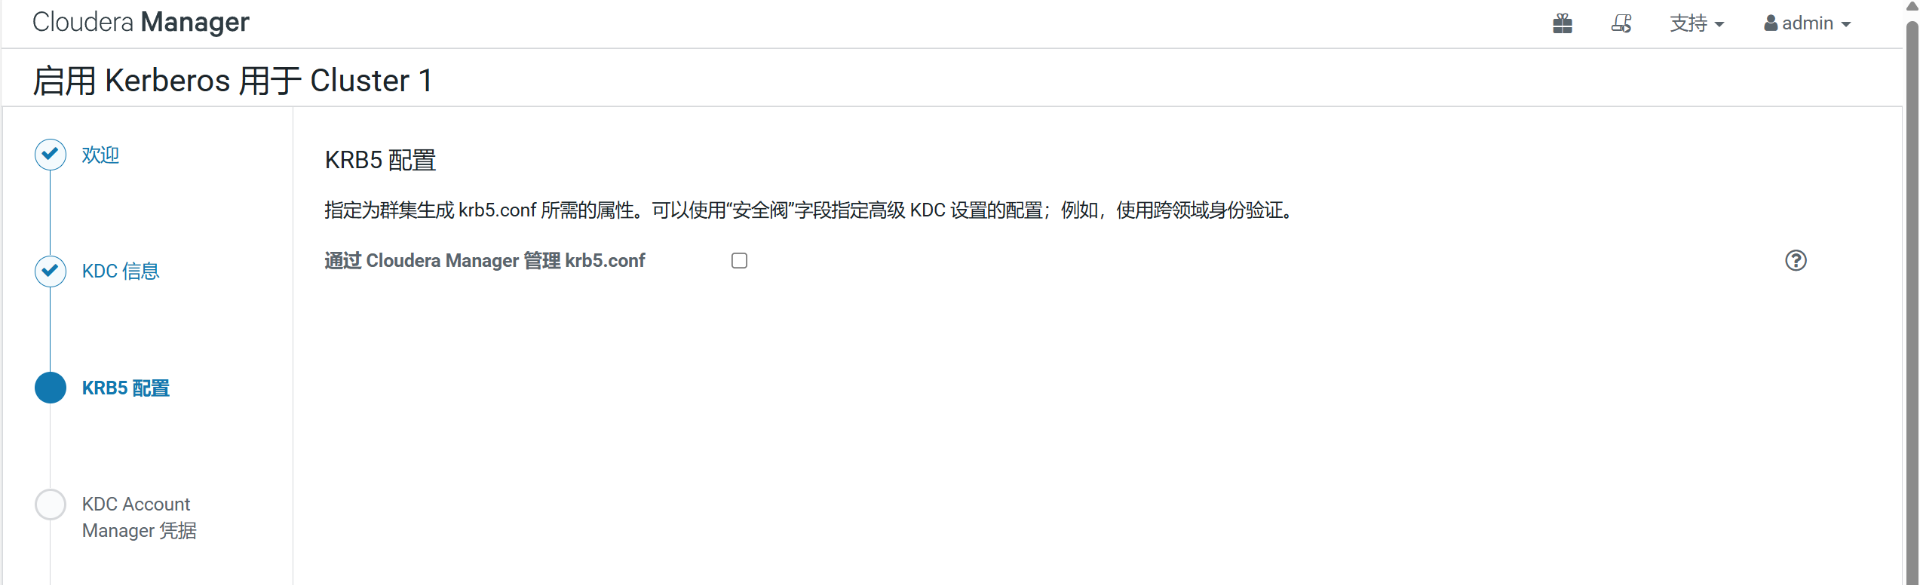 Cloudera Manager
支持
admin
启用 Kerberos 用于 Cluster 1
欢迎
KDC 信息
KRB5 配置
KDC Account
Manager 凭据
KRB5 配置
指定为群集生成 krb5.conf 所需的属性。可以使用“安全阀”字段指定高级 KDC 设置的配置；例如，使用跨领域身份验证。
通过 Cloudera Manager 管理 krb5.conf